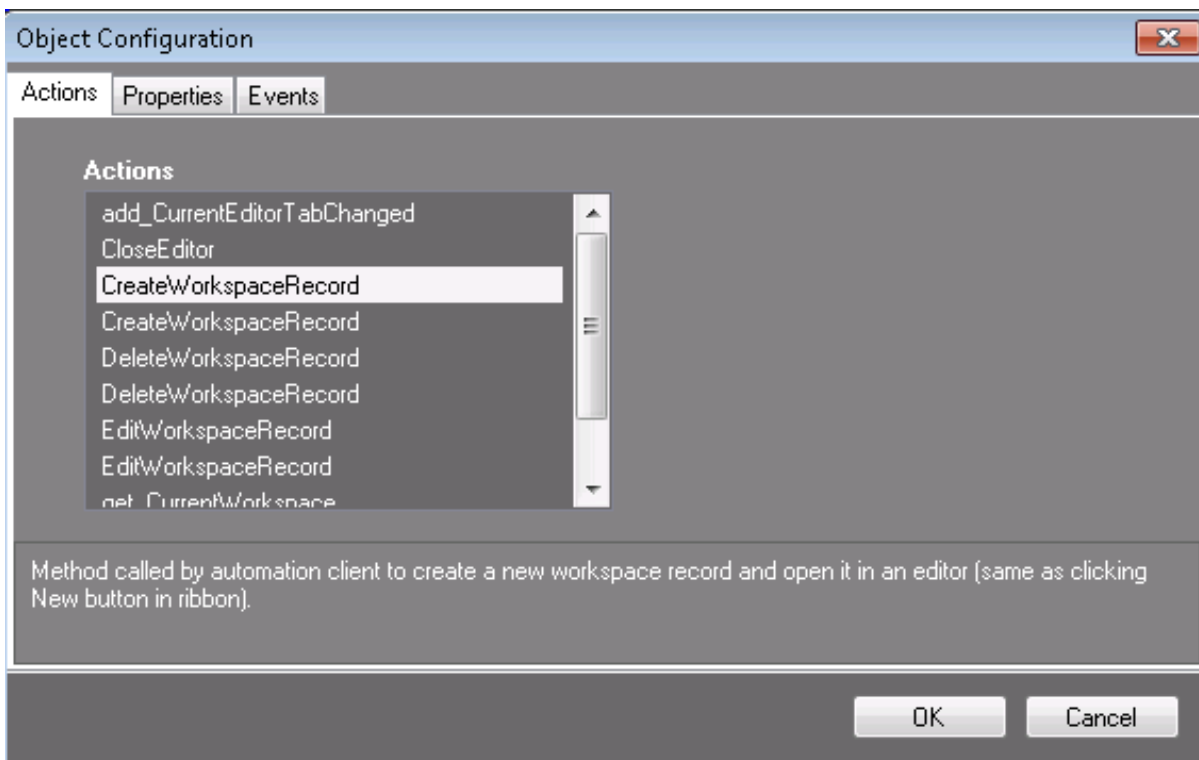 Object Configuration
Actions Properties Events
Actions
add_CurrentEditorTabChanged
CloseEditor
CreateWorkspaceRecord
CreateWorkspaceRecord
DeleteWorkspaceRecord
DeleteWorkspaceRecord
EditWorkspaceRecord
EditWorkspaceRecord
get_CurrentWorkspace
Method called by automation client to create a new workspace record and open it in an editor (same as clicking
New button in ribbon).
OK Cancel